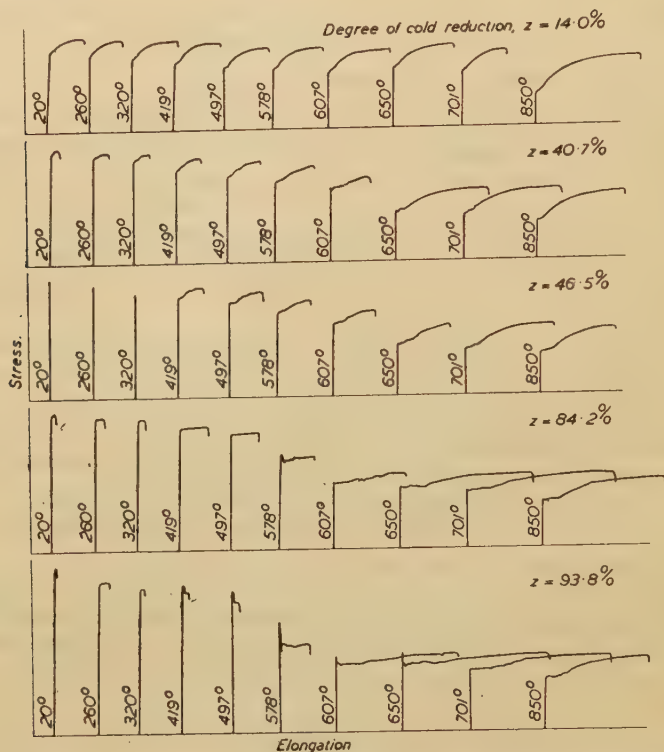 Degree of cold reduction, z = 14·0%
20° 260° 320° 419° 497° 578° 607° 650° 701° 850°
z = 40·7%
20° 260° 320° 419° 497° 578° 607° 650° 701° 850°
z = 46·5%
20° 260° 320° 419° 497° 578° 607° 650° 701° 850°
Stress.
z = 84·2%
20° 260° 320° 419° 497° 578° 607° 650° 701° 850°
z = 93·8%
20° 260° 320° 419° 497° 578° 607° 650° 701° 850°
Elongation